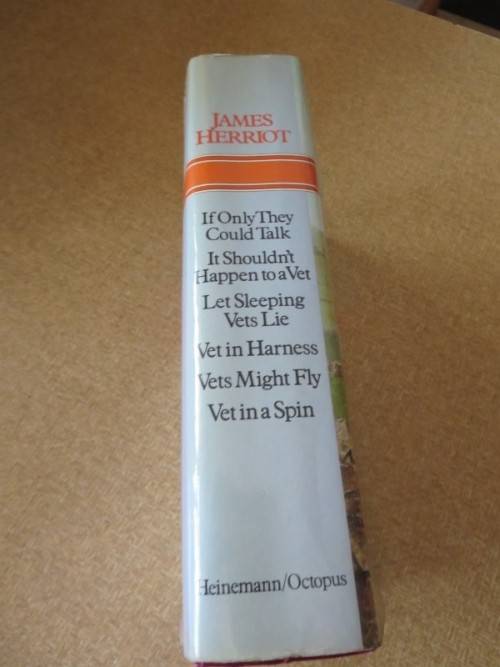 JAMES
HERRIOT
If Only They
Could Talk
It Shouldn't
Happen to a Vet
Let Sleeping
Vets Lie
Vet in Harness
Vets Might Fly
Vet in a Spin
Heinemann/Octopus